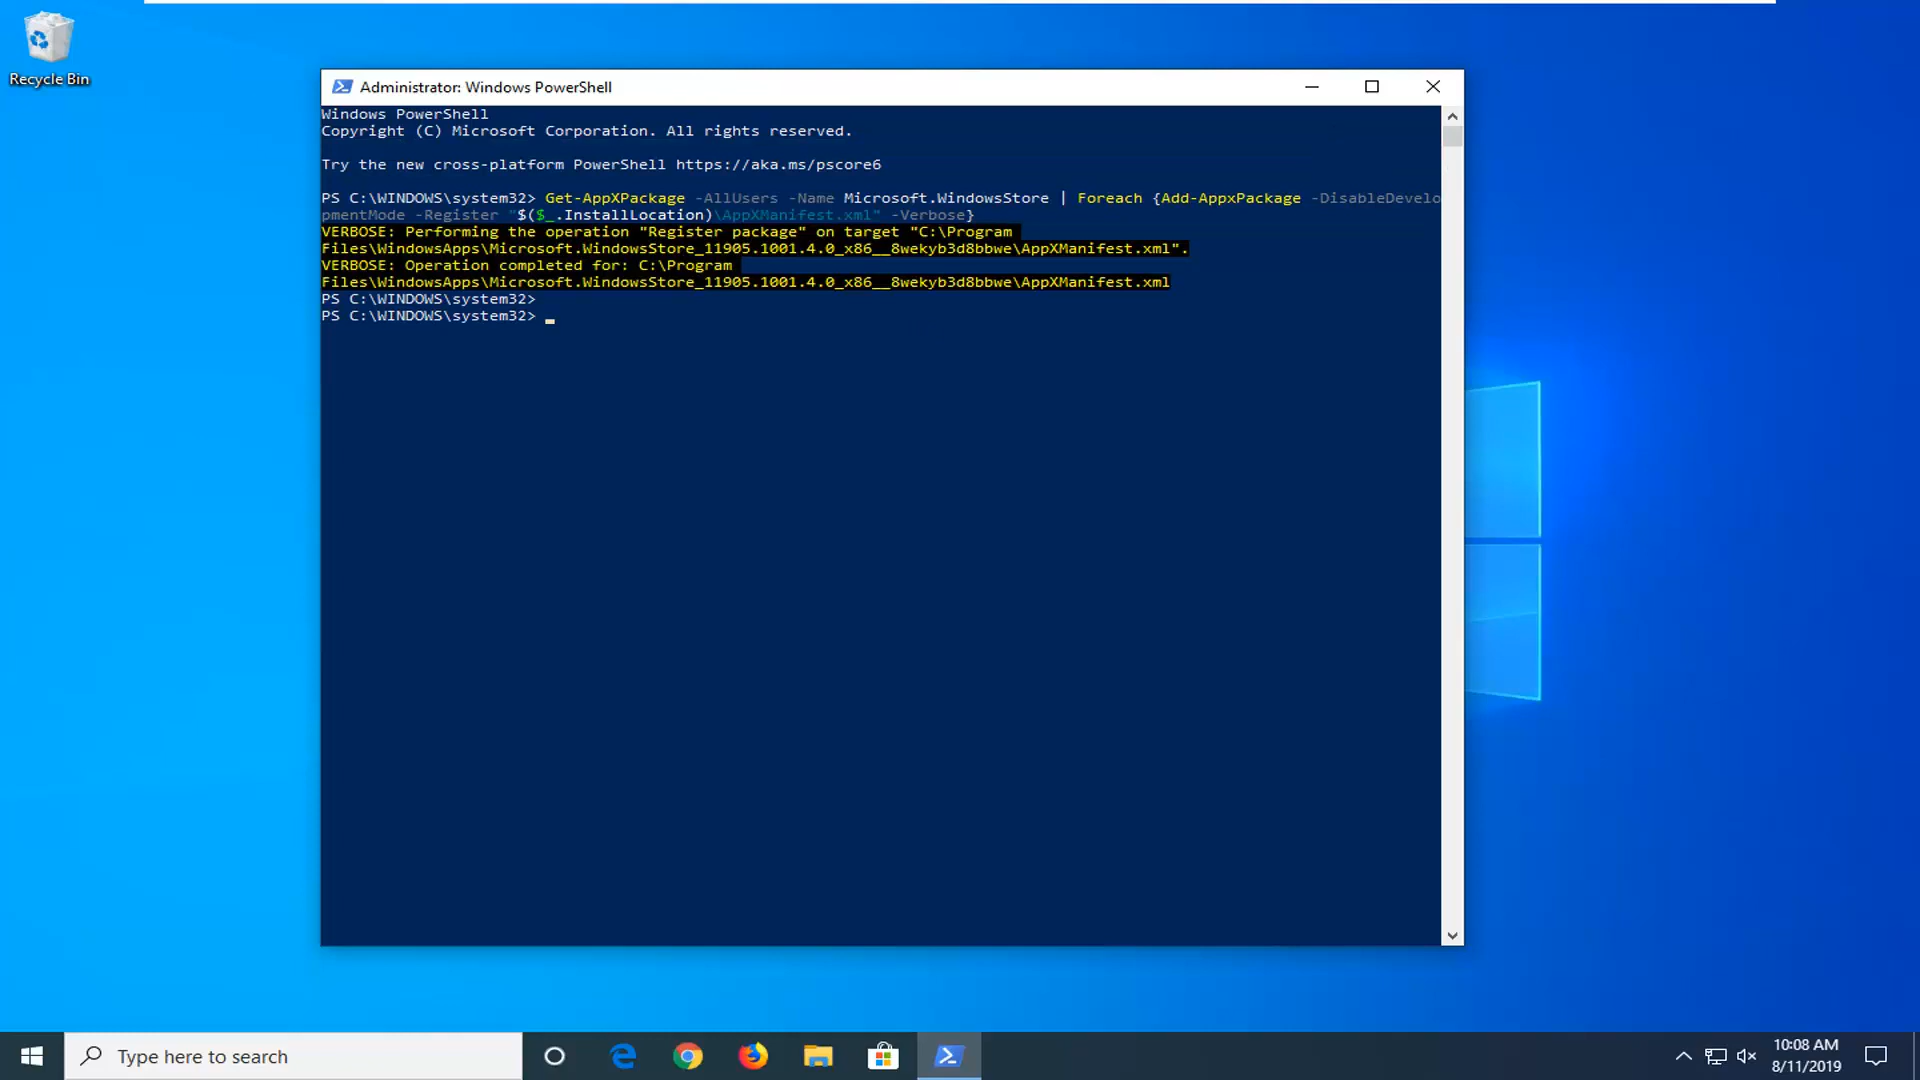 Recycle Bin
Administrator: Windows PowerShell
Windows PowerShell
Copyright (C) Microsoft Corporation. All rights reserved.
Try the new cross-platform PowerShell https://aka.ms/pscore6
PS C:\WINDOWS\system32> Get-AppXPackage -AllUsers -Name Microsoft.WindowsStore | Foreach {Add-AppxPackage -DisableDevelo
pmentMode -Register "$($_.InstallLocation)\AppXManifest.xml" -Verbose}
VERBOSE: Performing the operation "Register package" on target "C:\Program
Files\WindowsApps\Microsoft.WindowsStore_11905.1001.4.0_x86__8wekyb3d8bbwe\AppXManifest.xml".
VERBOSE: Operation completed for: C:\Program
Files\WindowsApps\Microsoft.WindowsStore_11905.1001.4.0_x86__8wekyb3d8bbwe\AppXManifest.xml
PS C:\WINDOWS\system32>
PS C:\WINDOWS\system32> _
Type here to search
10:08 AM
8/11/2019